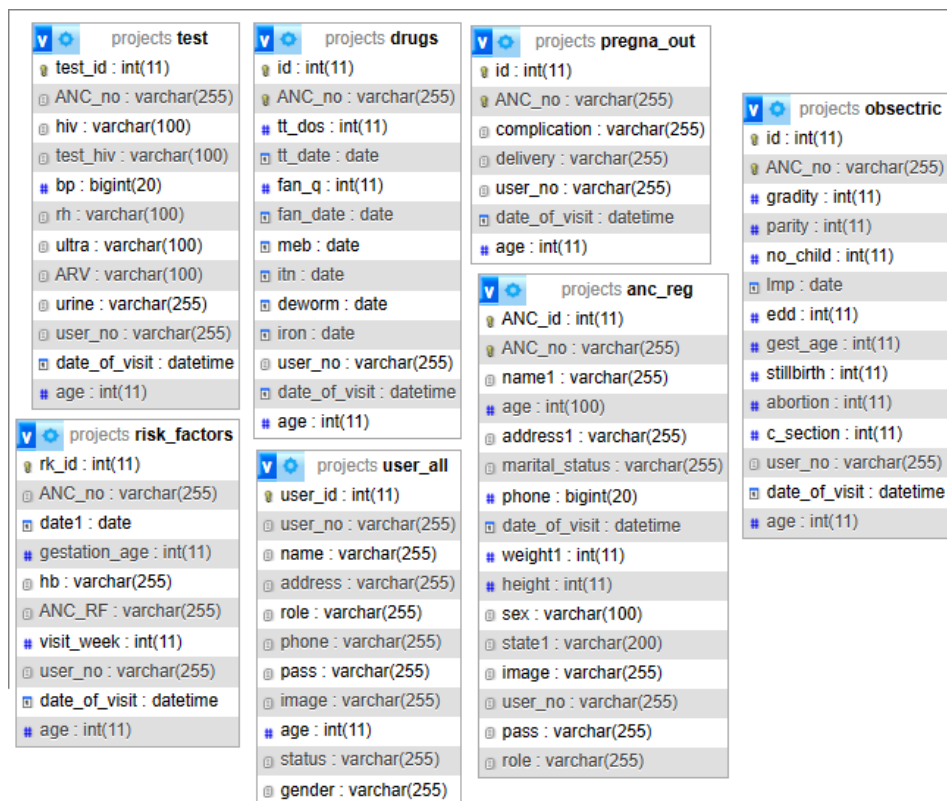 projects test
test_id : int(11)
ANC_no : varchar(255)
hiv : varchar(100)
test_hiv : varchar(100)
bp : bigint(20)
rh : varchar(100)
ultra : varchar(100)
ARV : varchar(100)
urine : varchar(255)
user_no : varchar(255)
date_of_visit : datetime
age : int(11)
projects drugs
id : int(11)
ANC_no : varchar(255)
tt_dos : int(11)
tt_date : date
fan_q : int(11)
fan_date : date
meb : date
itn : date
deworm : date
iron : date
user_no : varchar(255)
date_of_visit : datetime
age : int(11)
projects pregna_out
id : int(11)
ANC_no : varchar(255)
complication : varchar(255)
delivery : varchar(255)
user_no : varchar(255)
date_of_visit : datetime
age : int(11)
projects obsectric
id : int(11)
ANC_no : varchar(255)
gradity : int(11)
parity : int(11)
no_child : int(11)
lmp : date
edd : int(11)
gest_age : int(11)
stillbirth : int(11)
abortion : int(11)
c_section : int(11)
user_no : varchar(255)
date_of_visit : datetime
age : int(11)
projects anc_reg
ANC_id : int(11)
ANC_no : varchar(255)
name1 : varchar(255)
age : int(100)
address1 : varchar(255)
marital_status : varchar(255)
phone : bigint(20)
date_of_visit : datetime
weight1 : int(11)
height : int(11)
sex : varchar(100)
state1 : varchar(200)
image : varchar(255)
user_no : varchar(255)
pass : varchar(255)
role : varchar(255)
projects risk_factors
rk_id : int(11)
ANC_no : varchar(255)
date1 : date
gestation_age : int(11)
hb : varchar(255)
ANC_RF : varchar(255)
visit_week : int(11)
user_no : varchar(255)
date_of_visit : datetime
age : int(11)
projects user_all
user_id : int(11)
user_no : varchar(255)
name : varchar(255)
address : varchar(255)
role : varchar(255)
phone : varchar(255)
pass : varchar(255)
image : varchar(255)
age : int(11)
status : varchar(255)
gender : varchar(255)